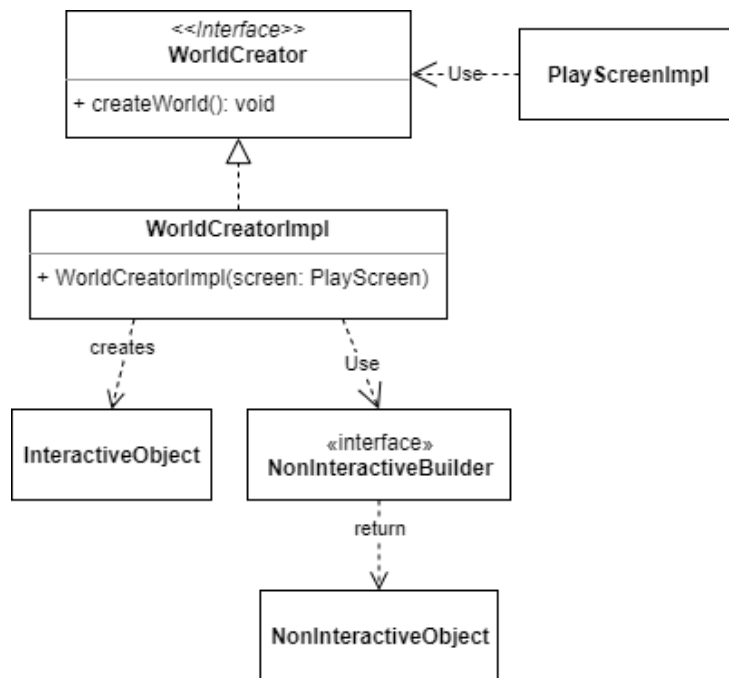 <<Interface>>
WorldCreator
+ createWorld(): void
Use
PlayScreenImpl
WorldCreatorImpl
+ WorldCreatorImpl(screen: PlayScreen)
creates
Use
InteractiveObject
«interface»
NonInteractiveBuilder
return
NonInteractiveObject